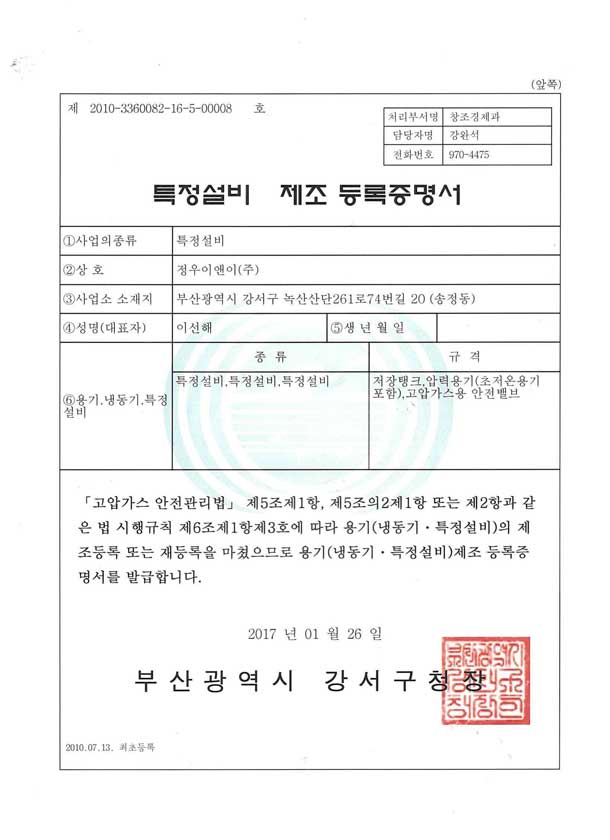 (앞쪽)
제 2010-3360082-16-5-00008 호
처리부서명 창조경제과
담당자명 강완석
전화번호 970-4475
특정설비 제조 등록증명서
①사업의종류 특정설비
②상 호 정우이앤이(주)
③사업소 소재지 부산광역시 강서구 녹산산단261로74번길 20 (송정동)
④성명(대표자) 이선해 ⑤생 년 월 일
⑥용기.냉동기.특정
설비
종 류 규 격
특정설비,특정설비,특정설비 저장탱크,압력용기(초저온용기
포함),고압가스용 안전밸브
「고압가스 안전관리법」 제5조제1항, 제5조의2제1항 또는 제2항과 같
은 법 시행규칙 제6조제1항제3호에 따라 용기(냉동기・특정설비)의 제
조등록 또는 재등록을 마쳤으므로 용기(냉동기・특정설비)제조 등록증
명서를 발급합니다.
2017 년 01 월 26 일
부산광역시 강서구청장
2010.07.13. 최초등록